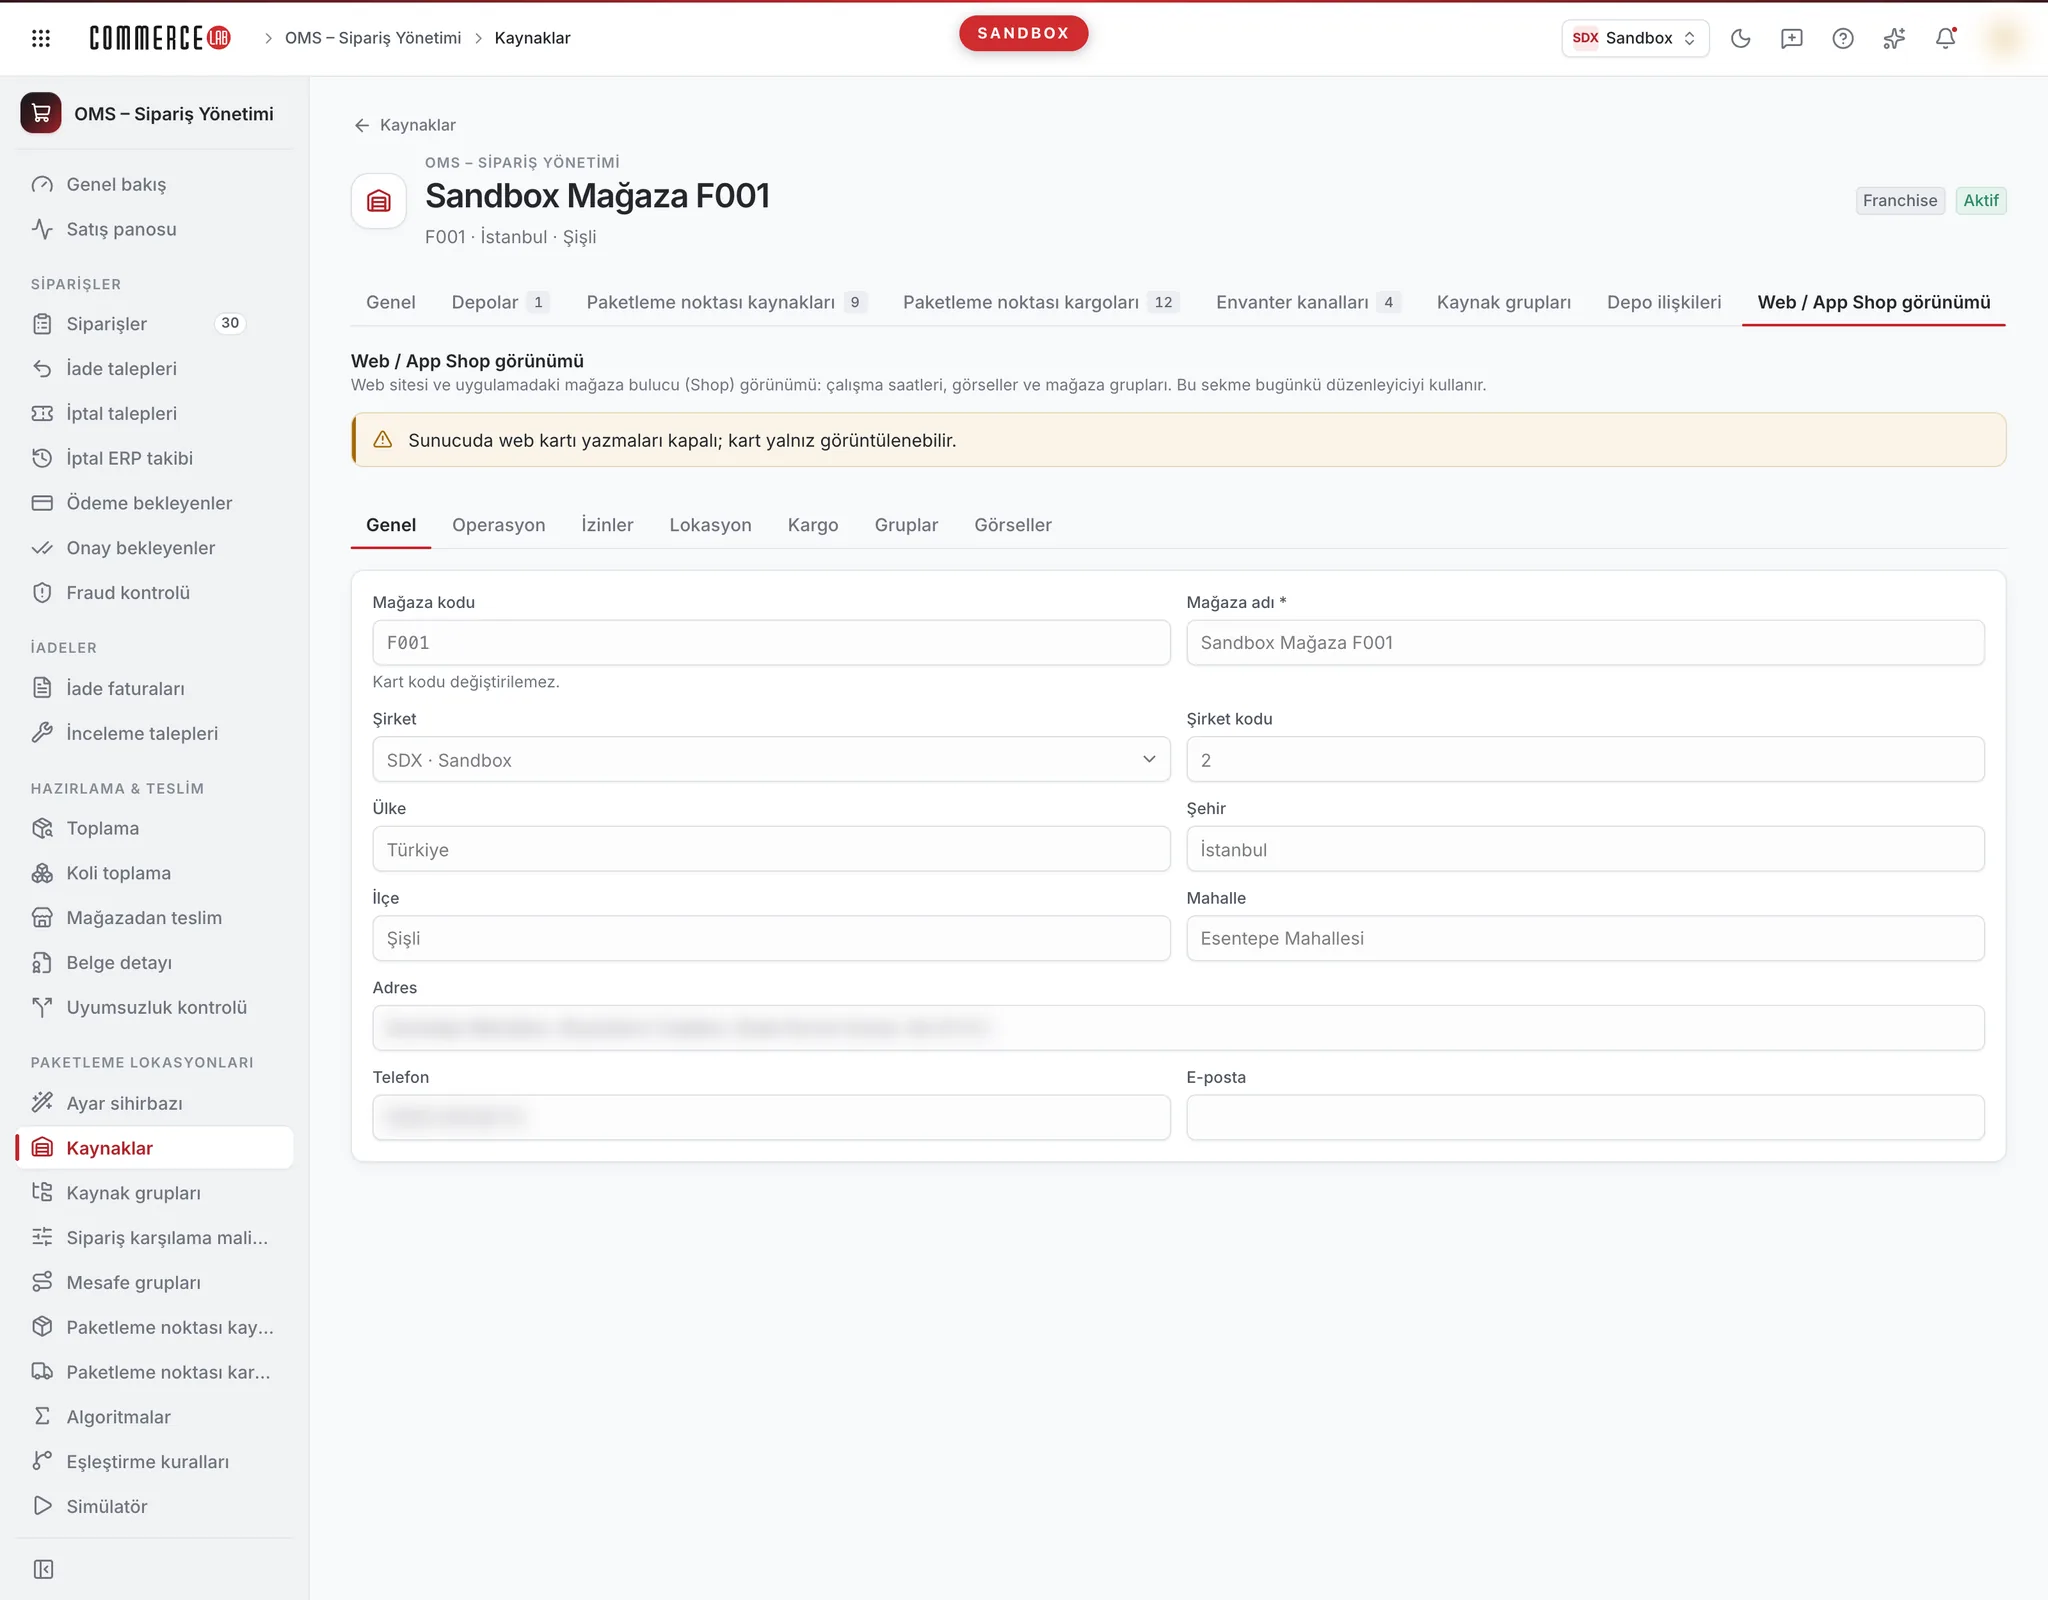 COMMERCE LAB
OMS – Sipariş Yönetimi
Kaynaklar
SANDBOX
SDX Sandbox
OMS – Sipariş Yönetimi
Genel bakış
Satış panosu
SİPARİŞLER
Siparişler 30
İade talepleri
İptal talepleri
İptal ERP takibi
Ödeme bekleyenler
Onay bekleyenler
Fraud kontrolü
İADELER
İade faturaları
İnceleme talepleri
HAZIRLAMA & TESLİM
Toplama
Koli toplama
Mağazadan teslim
Belge detayı
Uyumsuzluk kontrolü
PAKETLEME LOKASYONLARI
Ayar sihirbazı
Kaynaklar
Kaynak grupları
Sipariş karşılama mali...
Mesafe grupları
Paketleme noktası kay...
Paketleme noktası kar...
Algoritmalar
Eşleştirme kuralları
Simülatör
Kaynaklar
OMS – SİPARİŞ YÖNETİMİ
Sandbox Mağaza F001
F001 · İstanbul · Şişli
Franchise
Aktif
Genel
Depolar 1
Paketleme noktası kaynakları 9
Paketleme noktası kargoları 12
Envanter kanalları 4
Kaynak grupları
Depo ilişkileri
Web / App Shop görünümü
Web / App Shop görünümü
Web sitesi ve uygulamadaki mağaza bulucu (Shop) görünümü: çalışma saatleri, görseller ve mağaza grupları. Bu sekme bugünkü düzenleyiciyi kullanır.
Sunucuda web kartı yazmaları kapalı; kart yalnız görüntülenebilir.
Genel
Operasyon
İzinler
Lokasyon
Kargo
Gruplar
Görseller
Mağaza kodu
F001
Kart kodu değiştirilemez.
Mağaza adı *
Sandbox Mağaza F001
Şirket
SDX · Sandbox
Şirket kodu
2
Ülke
Türkiye
Şehir
İstanbul
İlçe
Şişli
Mahalle
Esentepe Mahallesi
Adres
Telefon
E-posta